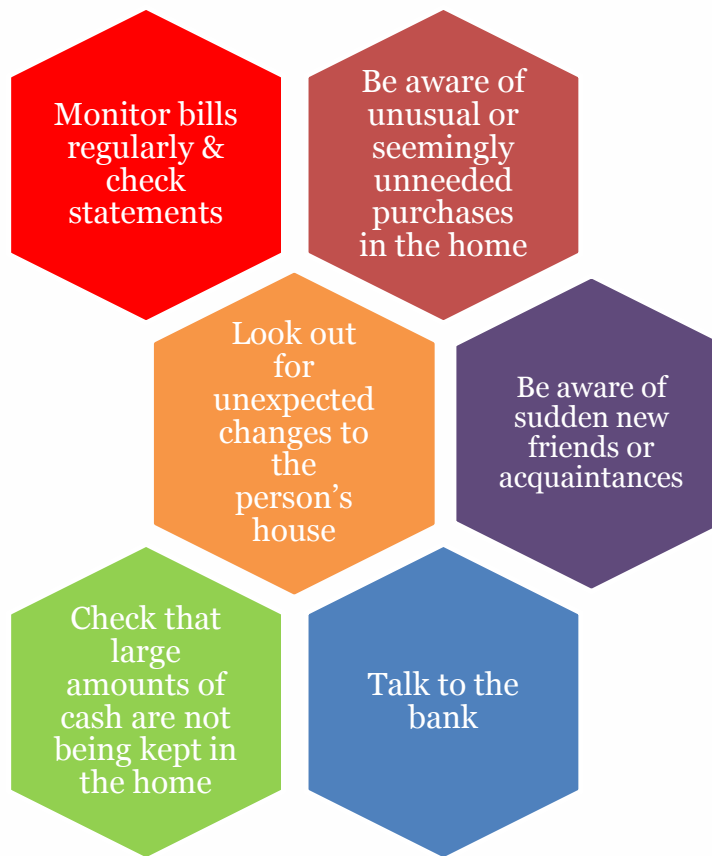 Monitor bills
regularly &
check
statements
Be aware of
unusual or
seemingly
unneeded
purchases
in the home
Look out
for
unexpected
changes to
the
person’s
house
Be aware of
sudden new
friends or
acquaintances
Check that
large
amounts of
cash are not
being kept in
the home
Talk to the
bank